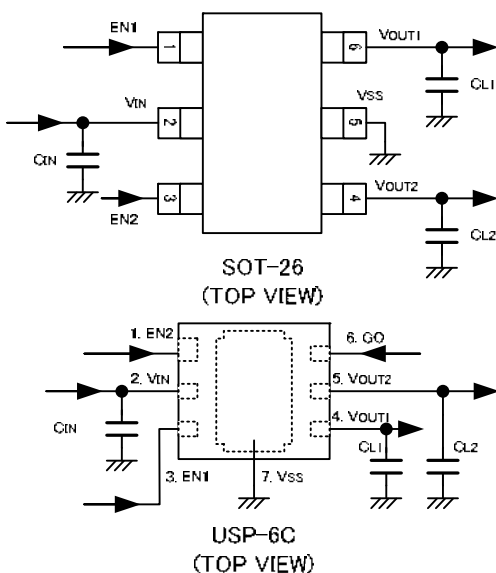 EN1
1
6
VOUT1
CL1
VIN
2
5
VSS
CIN
EN2
3
4
VOUT2
CL2
SOT-26
(TOP VIEW)
1. EN2
6. GO
2. VIN
5. VOUT2
4. VOUT1
CIN
CL1
CL2
3. EN1
7. VSS
USP-6C
(TOP VIEW)